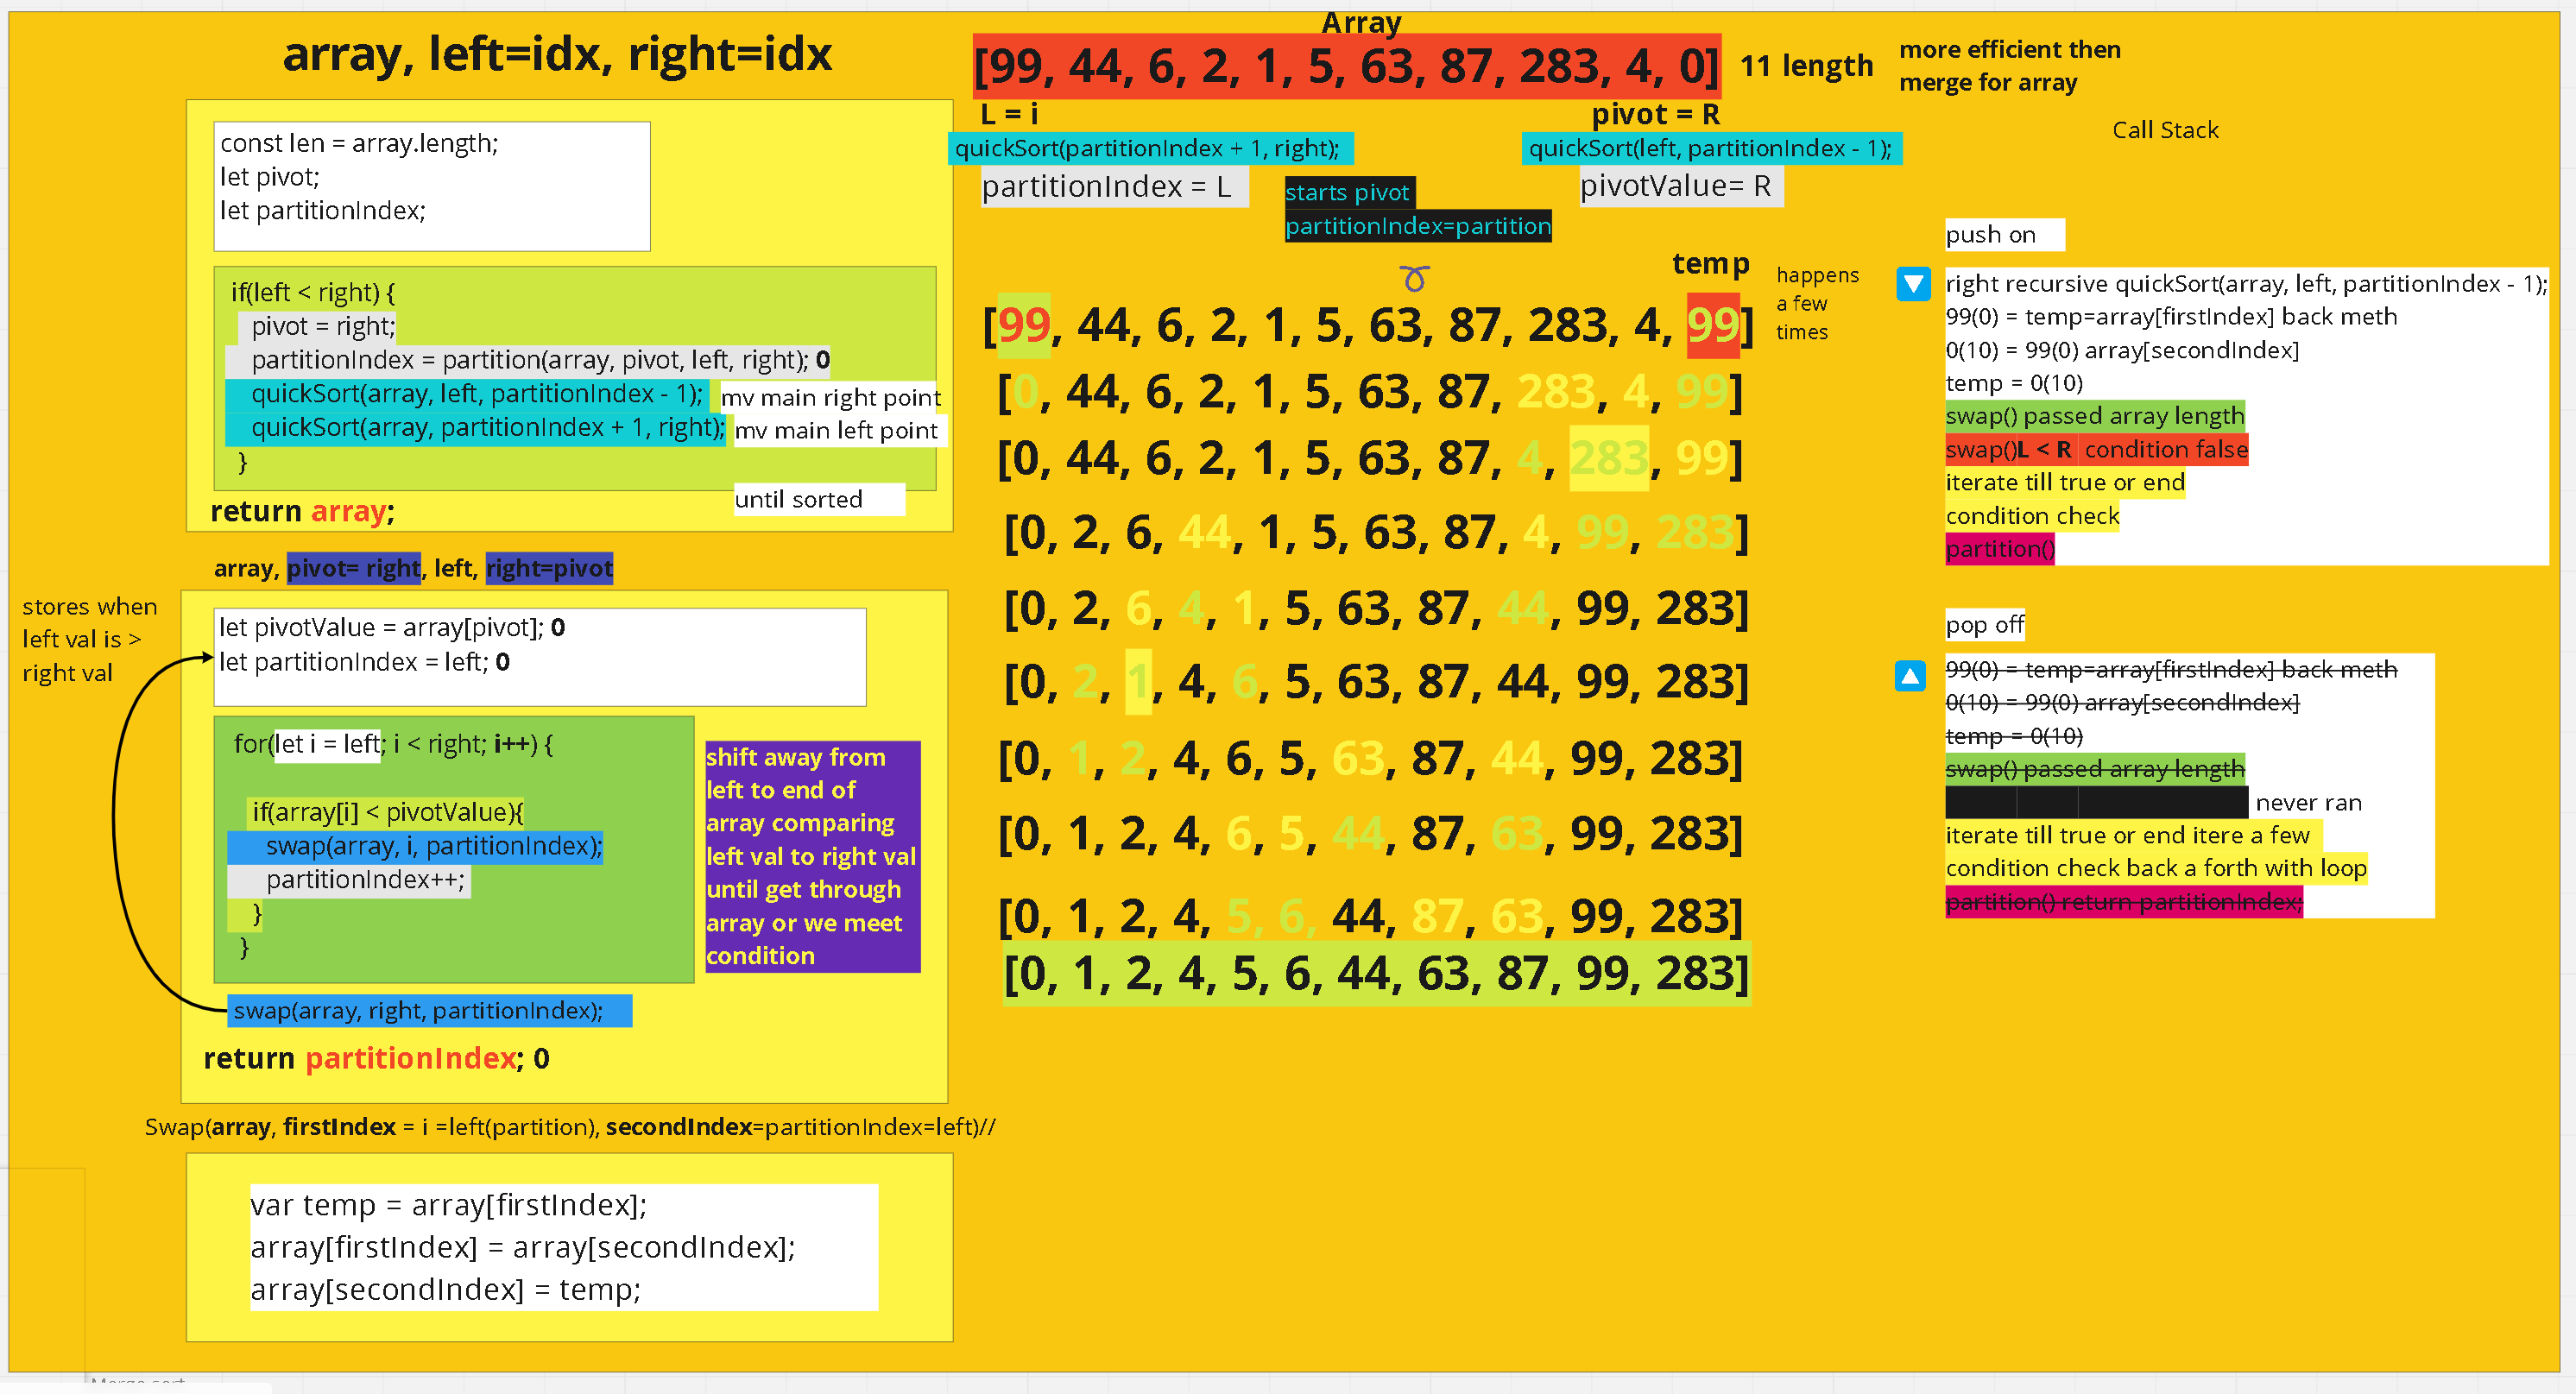 array, left=idx, right=idx
const len = array.length;
let pivot;
let partitionIndex;
if(left < right) {
pivot = right;
partitionIndex = partition(array, pivot, left, right); 0
quickSort(array, left, partitionIndex - 1);
mv main right point
quickSort(array, partitionIndex + 1, right);
mv main left point
}
until sorted
return array;
array, pivot= right, left, right=pivot
stores when
left val is >
right val
let pivotValue = array[pivot]; 0
let partitionIndex = left; 0
for(let i = left; i < right; i++) {
if(array[i] < pivotValue){
swap(array, i, partitionIndex);
partitionIndex++;
}
}
shift away from
left to end of
array comparing
left val to right val
until get through
array or we meet
condition
swap(array, right, partitionIndex);
return partitionIndex; 0
Swap(array, firstIndex = i =left(partition), secondIndex=partitionIndex=left)//
var temp = array[firstIndex];
array[firstIndex] = array[secondIndex];
array[secondIndex] = temp;
Array
[99, 44, 6, 2, 1, 5, 63, 87, 283, 4, 0]
11 length
more efficient then
merge for array
L = i
pivot = R
quickSort(partitionIndex + 1, right);
quickSort(left, partitionIndex - 1);
partitionIndex = L
pivotValue= R
starts pivot
partitionIndex=partition
temp
happens
a few
times
[99, 44, 6, 2, 1, 5, 63, 87, 283, 4, 99]
[0, 44, 6, 2, 1, 5, 63, 87, 283, 4, 99]
[0, 44, 6, 2, 1, 5, 63, 87, 4, 283, 99]
[0, 2, 6, 44, 1, 5, 63, 87, 4, 99, 283]
[0, 2, 6, 4, 1, 5, 63, 87, 44, 99, 283]
[0, 2, 1, 4, 6, 5, 63, 87, 44, 99, 283]
[0, 1, 2, 4, 6, 5, 63, 87, 44, 99, 283]
[0, 1, 2, 4, 6, 5, 44, 87, 63, 99, 283]
[0, 1, 2, 4, 5, 6, 44, 87, 63, 99, 283]
[0, 1, 2, 4, 5, 6, 44, 63, 87, 99, 283]
Call Stack
push on
right recursive quickSort(array, left, partitionIndex - 1);
99(0) = temp=array[firstIndex] back meth
0(10) = 99(0) array[secondIndex]
temp = 0(10)
swap() passed array length
swap()L < R condition false
iterate till true or end
condition check
partition()
pop off
99(0) = temp=array[firstIndex] back meth
0(10) = 99(0) array[secondIndex]
temp = 0(10)
swap() passed array length
never ran
iterate till true or end itere a few
condition check back a forth with loop
partition() return partitionIndex;